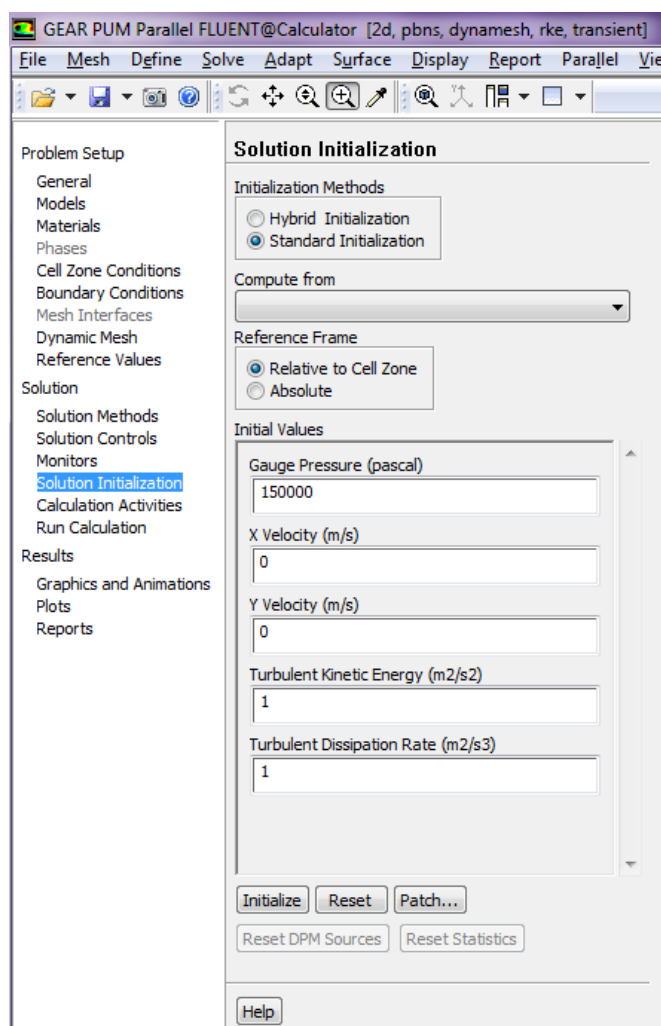 GEAR PUM Parallel FLUENT@Calculator [2d, pbns, dynamesh, rke, transient]
File Mesh Define Solve Adapt Surface Display Report Parallel Vie
Problem Setup
General
Models
Materials
Phases
Cell Zone Conditions
Boundary Conditions
Mesh Interfaces
Dynamic Mesh
Reference Values
Solution
Solution Methods
Solution Controls
Monitors
Solution Initialization
Calculation Activities
Run Calculation
Results
Graphics and Animations
Plots
Reports
Solution Initialization
Initialization Methods
Hybrid Initialization
Standard Initialization
Compute from
Reference Frame
Relative to Cell Zone
Absolute
Initial Values
Gauge Pressure (pascal)
150000
X Velocity (m/s)
0
Y Velocity (m/s)
0
Turbulent Kinetic Energy (m2/s2)
1
Turbulent Dissipation Rate (m2/s3)
1
Initialize Reset Patch...
Reset DPM Sources Reset Statistics
Help